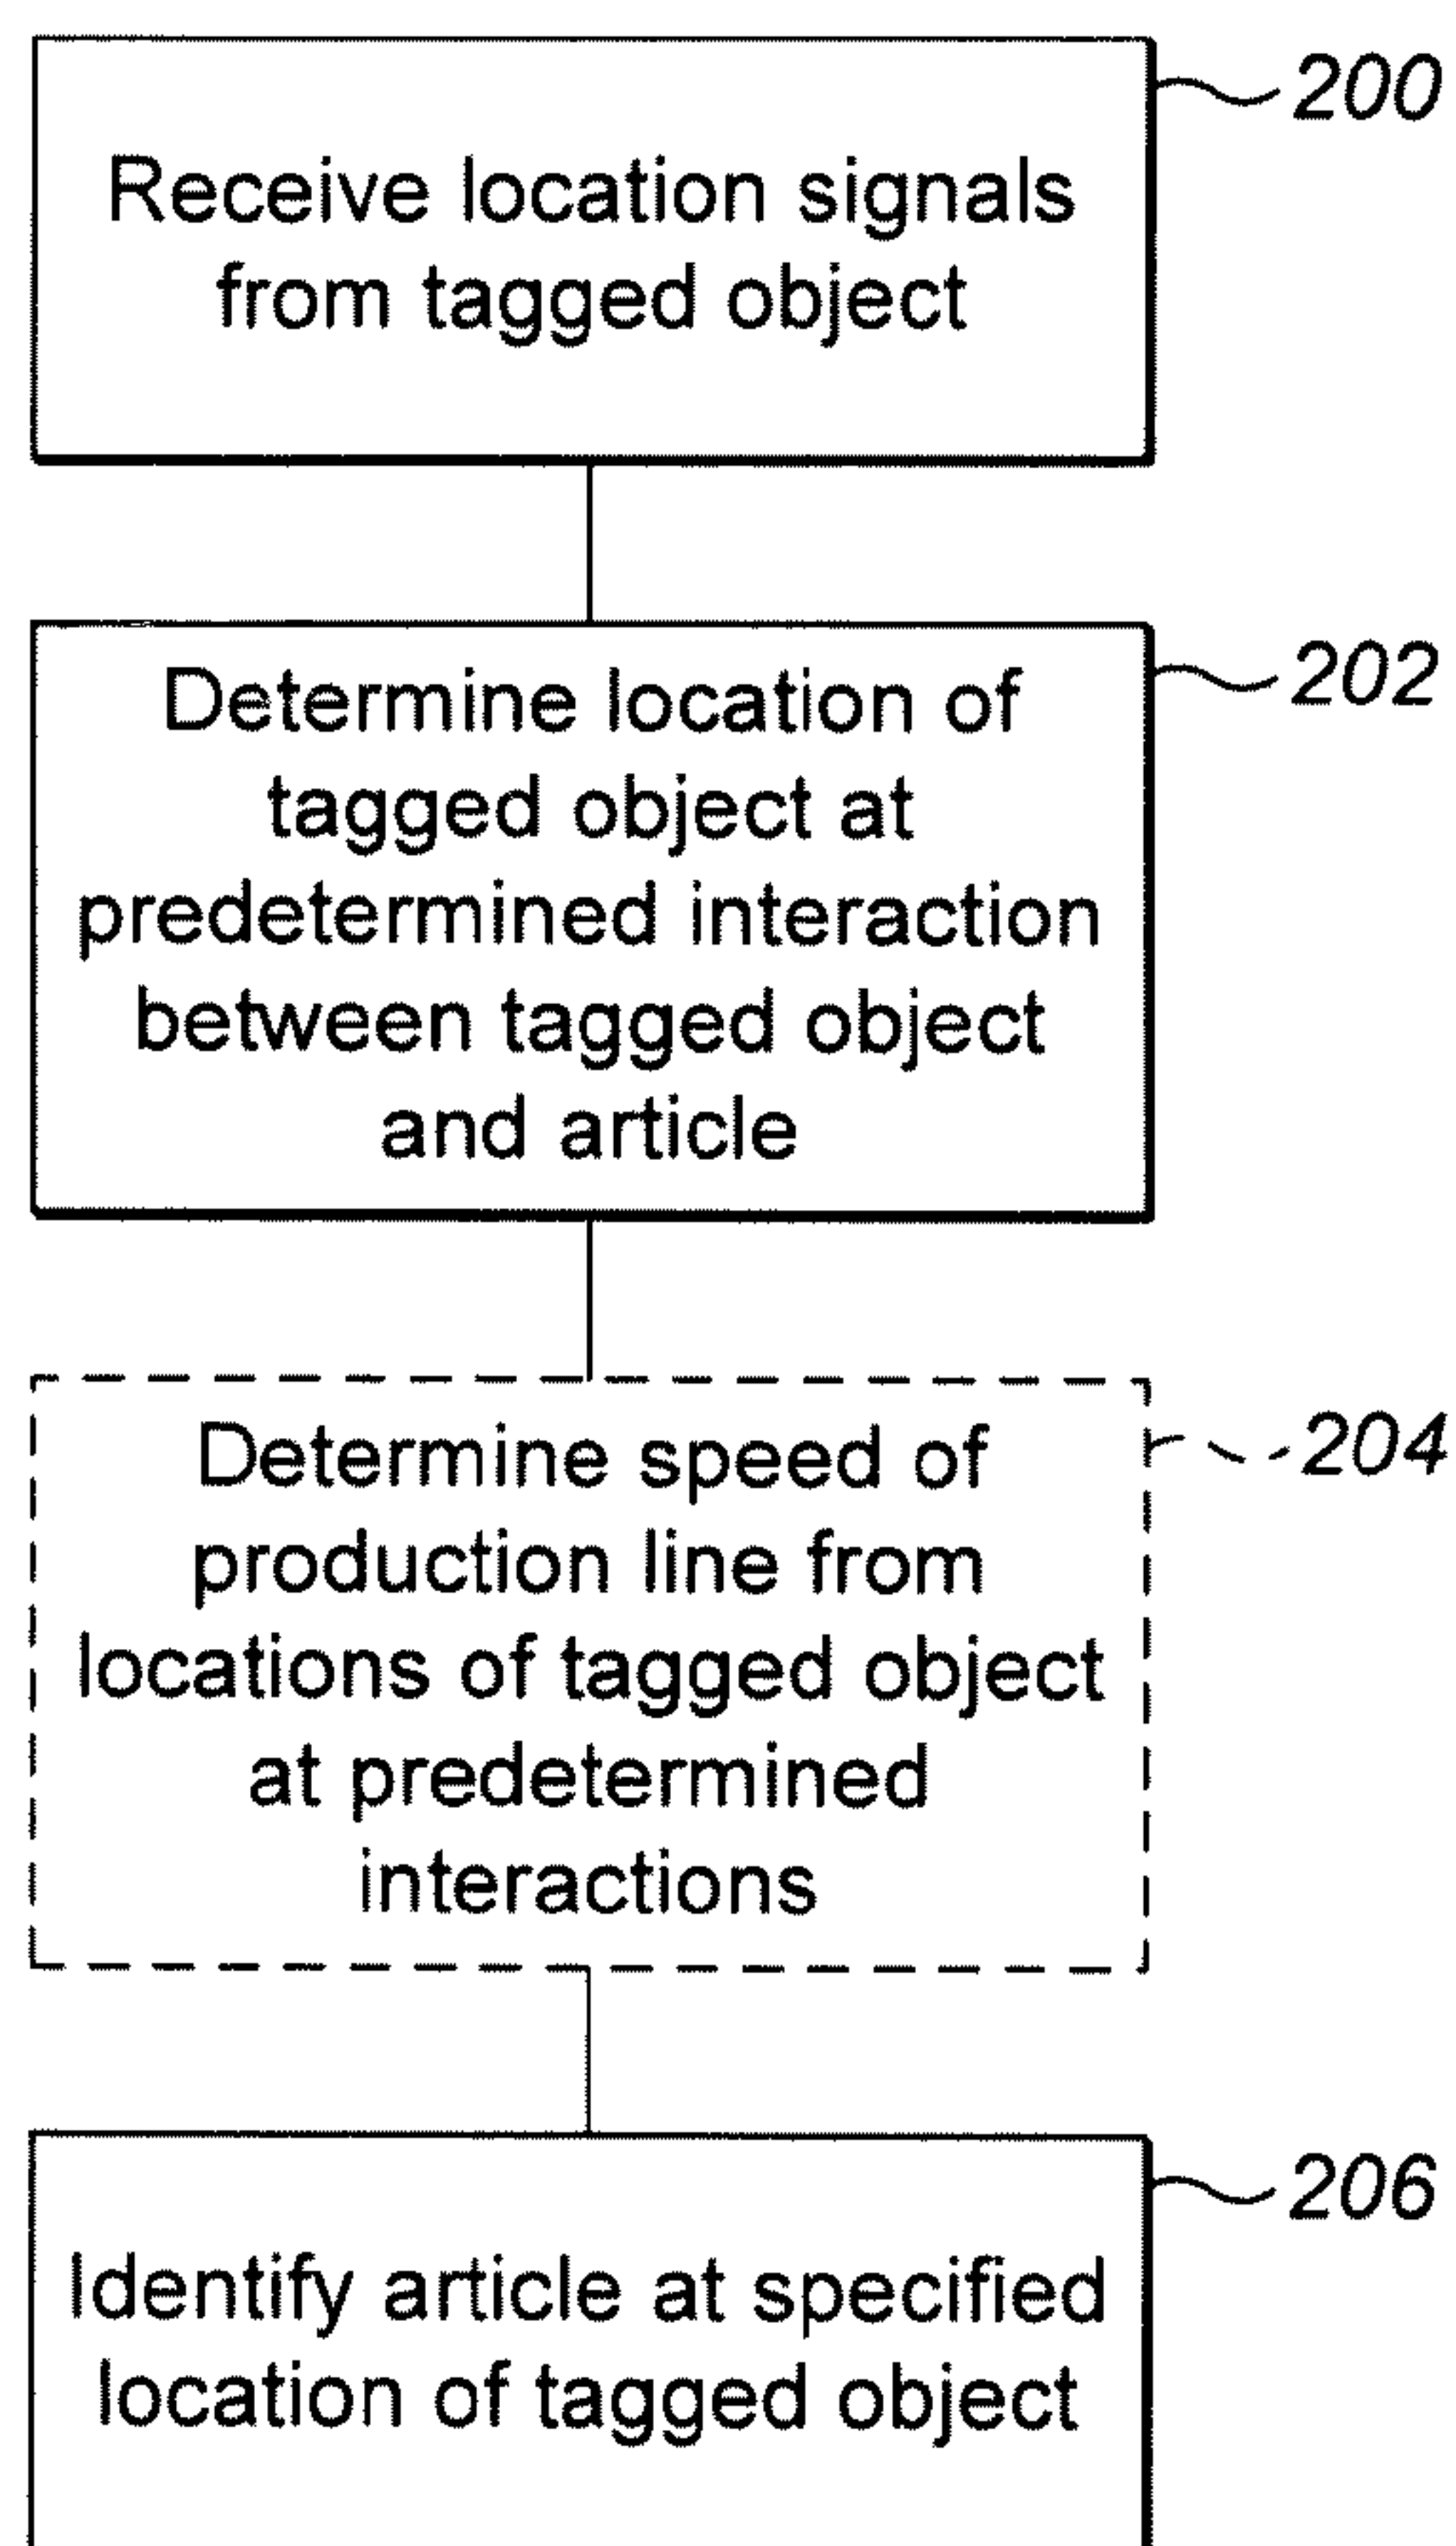 200
Receive location signals
from tagged object
202
Determine location of
tagged object at
predetermined interaction
between tagged object
and article
204
Determine speed of
production line from
locations of tagged object
at predetermined
interactions
206
Identify article at specified
location of tagged object